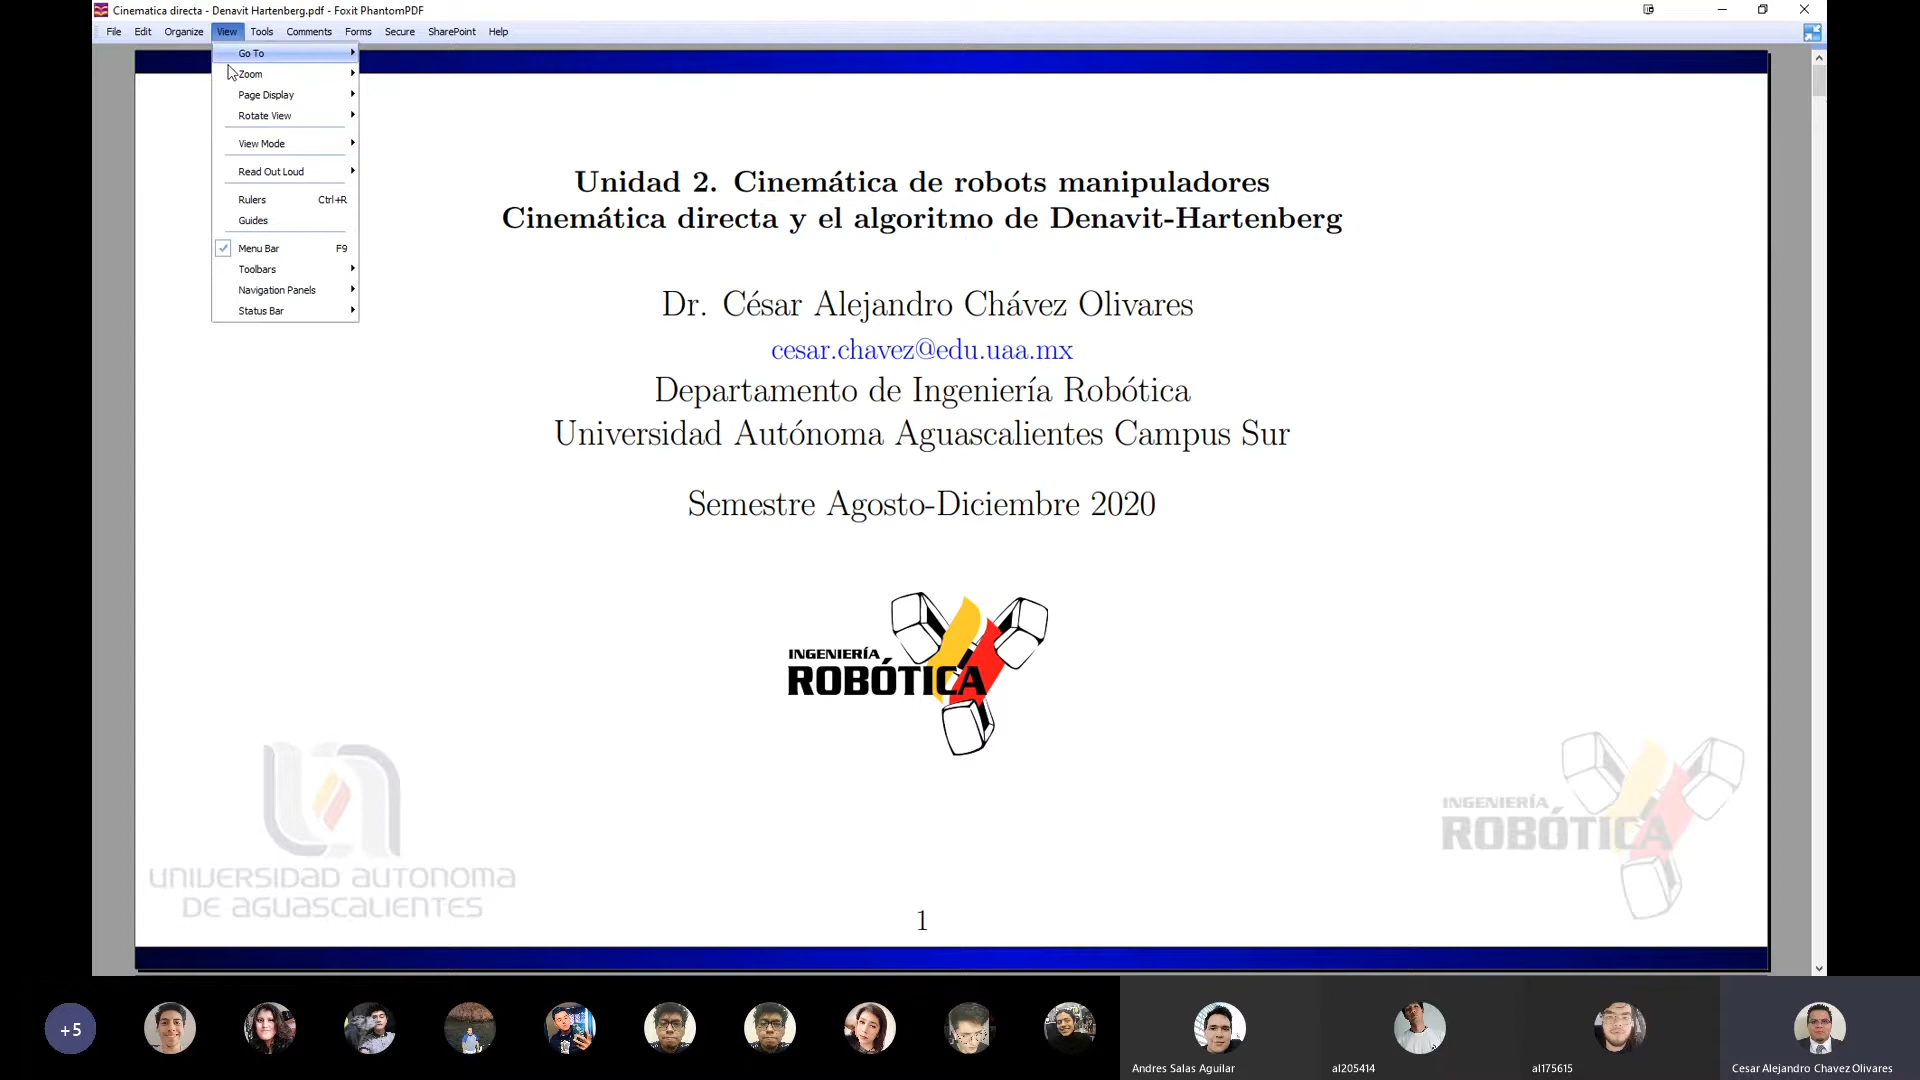 Cinematica directa - Denavit Hartenberg.pdf - Foxit PhantomPDF
File Edit Organize View Tools Comments Forms Secure SharePoint Help
Go To
Zoom
Page Display
Rotate View
View Mode
Read Out Loud
Rulers Ctrl+R
Guides
Menu Bar F9
Toolbars
Navigation Panels
Status Bar
Unidad 2. Cinemática de robots manipuladores
Cinemática directa y el algoritmo de Denavit-Hartenberg
Dr. César Alejandro Chávez Olivares
cesar.chavez@edu.uaa.mx
Departamento de Ingeniería Robótica
Universidad Autónoma Aguascalientes Campus Sur
Semestre Agosto-Diciembre 2020
INGENIERÍA
ROBÓTICA
UNIVERSIDAD AUTONOMA
DE AGUASCALIENTES
INGENIERÍA
ROBÓTICA
1
+5
Andres Salas Aguilar
al205414
al175615
Cesar Alejandro Chavez Olivares